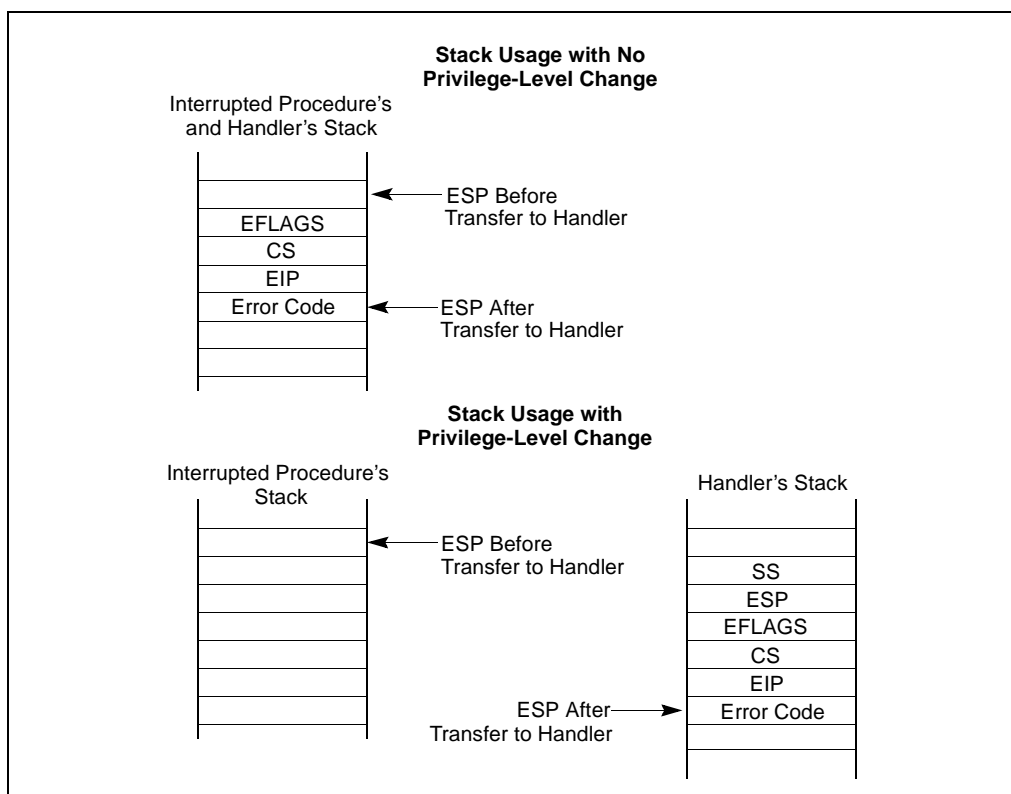 Stack Usage with No
Privilege-Level Change
Interrupted Procedure's
and Handler's Stack
ESP Before
Transfer to Handler
EFLAGS
CS
EIP
Error Code
ESP After
Transfer to Handler
Stack Usage with
Privilege-Level Change
Interrupted Procedure's
Stack
Handler's Stack
ESP Before
Transfer to Handler
SS
ESP
EFLAGS
CS
EIP
ESP After
Transfer to Handler
Error Code